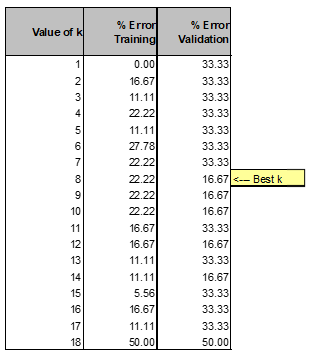 Value of k % Error Training % Error Validation
1 0.00 33.33
2 16.67 33.33
3 11.11 33.33
4 22.22 33.33
5 11.11 33.33
6 27.78 33.33
7 22.22 33.33
8 22.22 16.67 <--- Best k
9 22.22 16.67
10 22.22 16.67
11 16.67 33.33
12 16.67 16.67
13 11.11 33.33
14 11.11 16.67
15 5.56 33.33
16 16.67 33.33
17 11.11 33.33
18 50.00 50.00